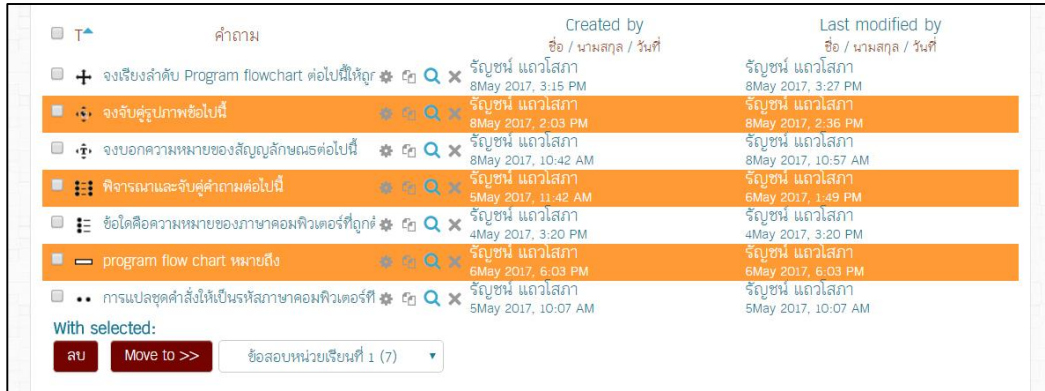 T คำถาม Created by Last modified by
ชื่อ / นามสกุล / วันที่ ชื่อ / นามสกุล / วันที่
จงเรียงลำดับ Program flowchart ต่อไปนี้ให้ถูก รัญชน์ แถวโสภา รัญชน์ แถวโสภา
8May 2017, 3:15 PM 8May 2017, 3:27 PM
จงจับคู่รูปภาพข้อไปนี้ รัญชน์ แถวโสภา รัญชน์ แถวโสภา
8May 2017, 2:03 PM 8May 2017, 2:36 PM
จงบอกความหมายของสัญญลักษณธต่อไปนี้ รัญชน์ แถวโสภา รัญชน์ แถวโสภา
8May 2017, 10:42 AM 8May 2017, 10:57 AM
พิจารณาและจับคู่คำถามต่อไปนี้ รัญชน์ แถวโสภา รัญชน์ แถวโสภา
5May 2017, 11:42 AM 6May 2017, 1:49 PM
ข้อใดคือความหมายของภาษาคอมพิวเตอร์ที่ถูกต้ รัญชน์ แถวโสภา รัญชน์ แถวโสภา
4May 2017, 3:20 PM 4May 2017, 3:20 PM
program flow chart หมายถึง รัญชน์ แถวโสภา รัญชน์ แถวโสภา
6May 2017, 6:03 PM 6May 2017, 6:03 PM
การแปลชุดคำสั่งให้เป็นรหัสภาษาคอมพิวเตอร์ที่ รัญชน์ แถวโสภา รัญชน์ แถวโสภา
5May 2017, 10:07 AM 5May 2017, 10:07 AM
With selected:
ลบ Move to >> ข้อสอบหน่วยเรียนที่ 1 (7)